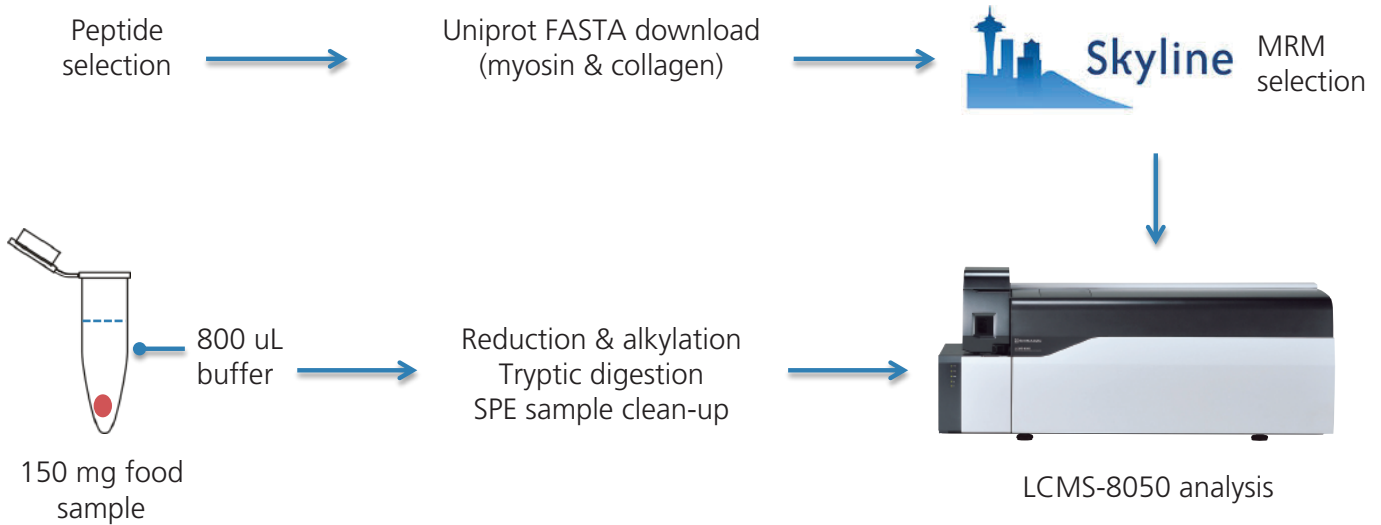 Peptide
selection
Uniprot FASTA download
(myosin & collagen)
Skyline
MRM
selection
800 uL
buffer
Reduction & alkylation
Tryptic digestion
SPE sample clean-up
150 mg food
sample
LCMS-8050 analysis